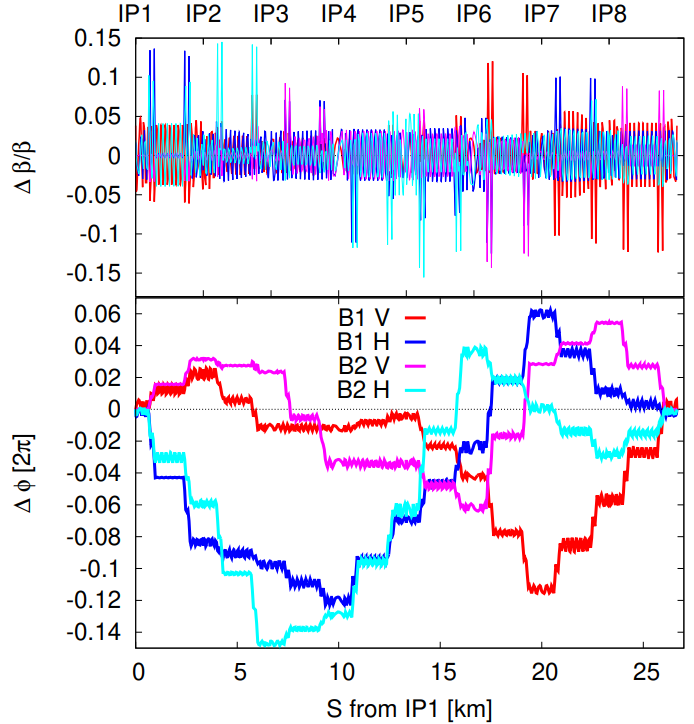 IP1 IP2 IP3 IP4 IP5 IP6 IP7 IP8
0.15
0.1
0.05
0
-0.05
-0.1
-0.15
Δ β/β
0.06
0.04
0.02
0
-0.02
-0.04
-0.06
-0.08
-0.1
-0.12
-0.14
Δ ϕ [2π]
B1 V
B1 H
B2 V
B2 H
0 5 10 15 20 25
S from IP1 [km]